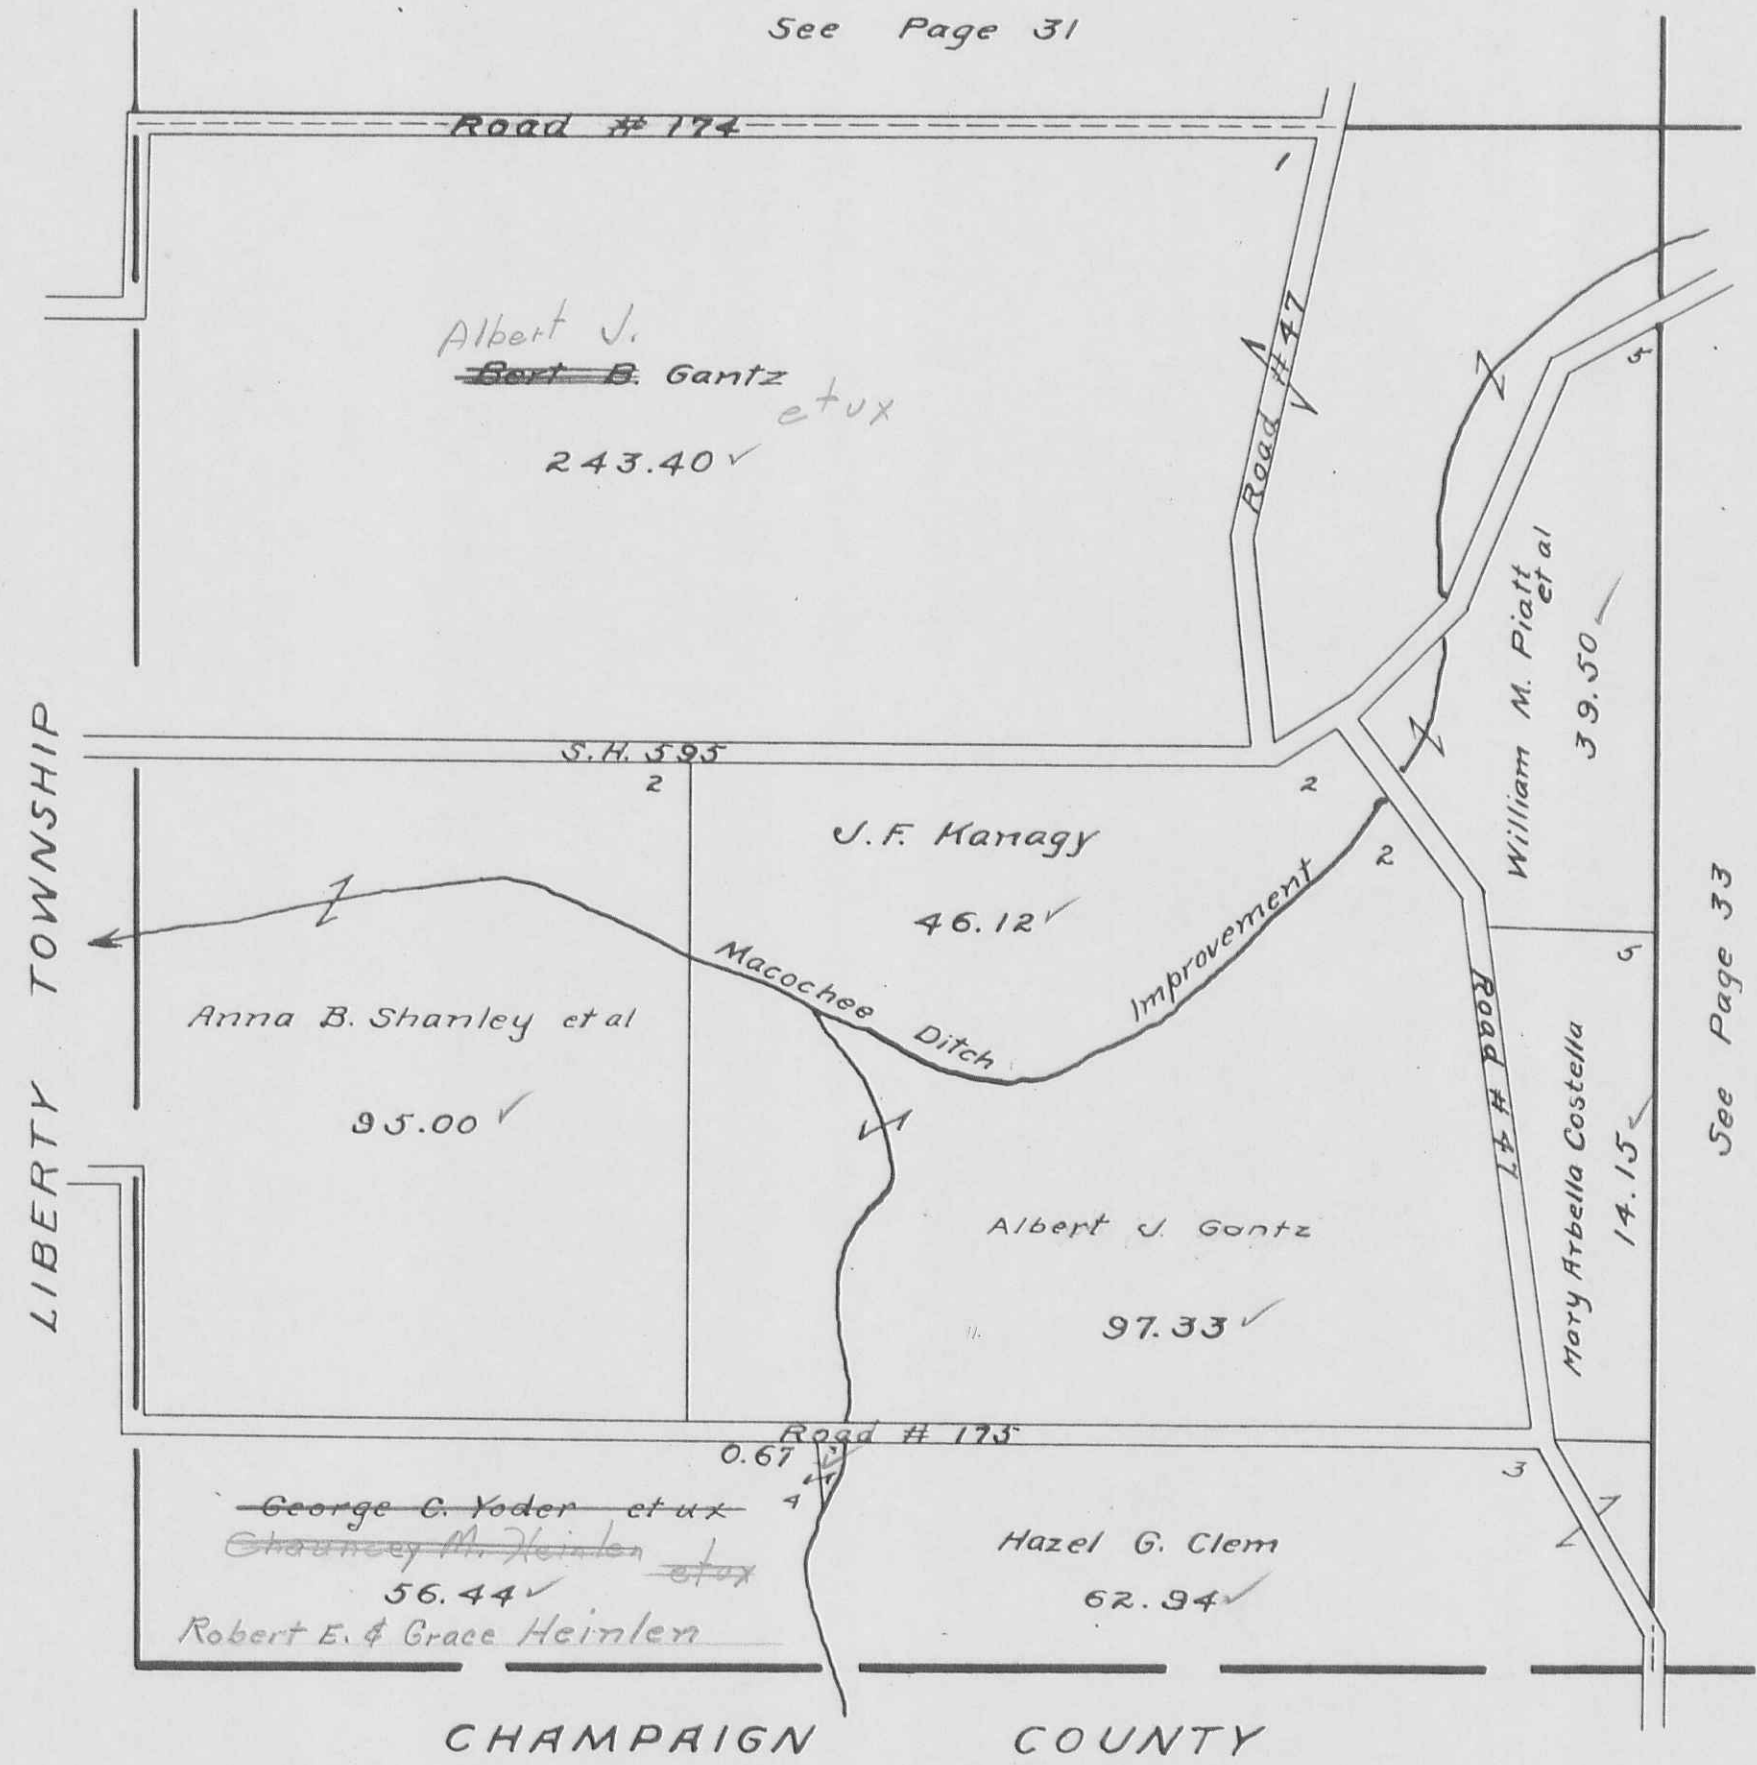 See Page 31
Road # 174
1
Albert J.
Bert B. Gantz
et ux
243.40 ✓
Road # 47
5
William M. Piatt
et al
39.50 ✓
LIBERTY TOWNSHIP
S.H. 595
2
2
2
J.F. Kanagy
46.12 ✓
Macochee Ditch Improvement
Anna B. Shanley et al
95.00 ✓
Road # 47
5
Mary Arbella Costella
14.15 ✓
See Page 33
Albert J. Gantz
97.33 ✓
Road # 175
0.67 ✓
4
3
George C. Yoder et ux
Chauncey M. Heinlen et ux
56.44 ✓
Robert E. & Grace Heinlen
Hazel G. Clem
62.94 ✓
CHAMPAIGN COUNTY